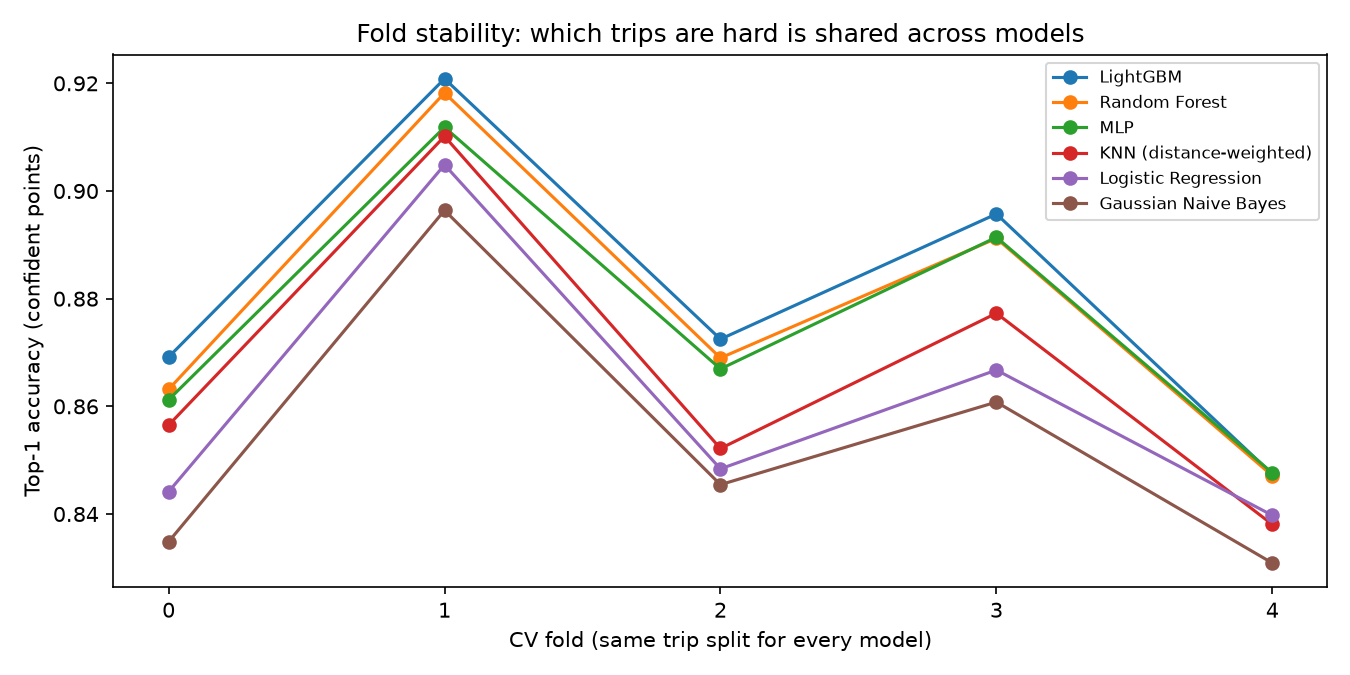 Fold stability: which trips are hard is shared across models
Top-1 accuracy (confident points)
0.92
0.90
0.88
0.86
0.84
LightGBM
Random Forest
MLP
KNN (distance-weighted)
Logistic Regression
Gaussian Naive Bayes
0 1 2 3 4
CV fold (same trip split for every model)